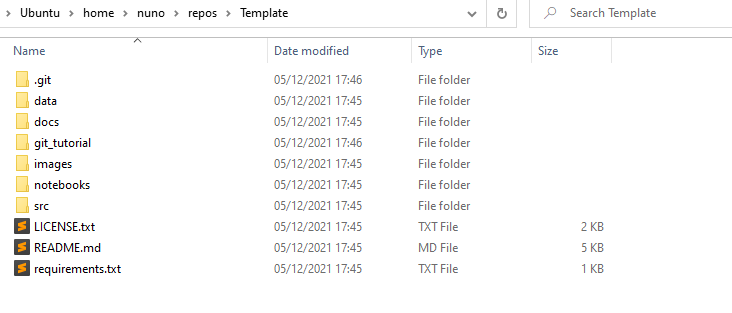 Ubuntu > home > nuno > repos > Template Search Template
Name Date modified Type Size
.git 05/12/2021 17:46 File folder
data 05/12/2021 17:45 File folder
docs 05/12/2021 17:45 File folder
git_tutorial 05/12/2021 17:46 File folder
images 05/12/2021 17:45 File folder
notebooks 05/12/2021 17:45 File folder
src 05/12/2021 17:45 File folder
LICENSE.txt 05/12/2021 17:45 TXT File 2 KB
README.md 05/12/2021 17:45 MD File 5 KB
requirements.txt 05/12/2021 17:45 TXT File 1 KB